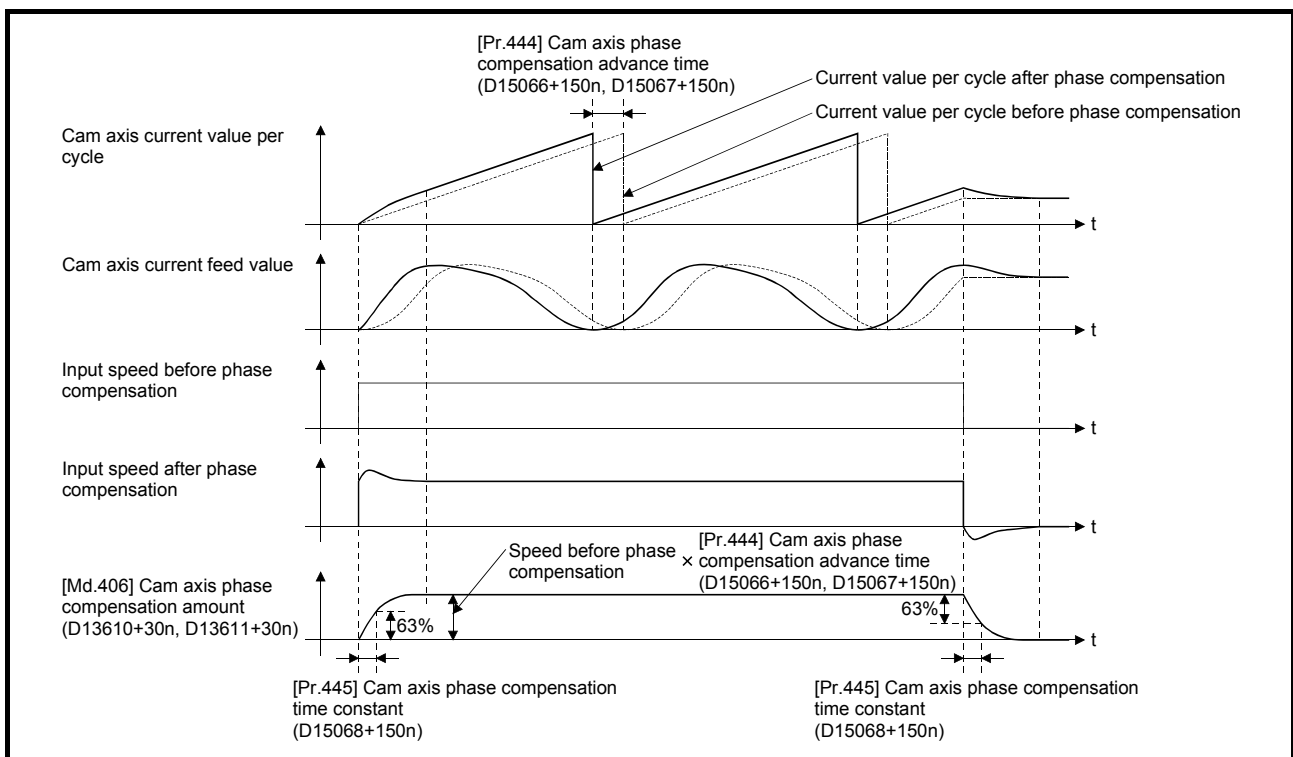 [Pr.444] Cam axis phase
compensation advance time
(D15066+150n, D15067+150n)
Current value per cycle after phase compensation
Current value per cycle before phase compensation
Cam axis current value per
cycle
t
Cam axis current feed value
t
Input speed before phase
compensation
t
Input speed after phase
compensation
t
Speed before phase
compensation
×
[Pr.444] Cam axis phase
compensation advance time
(D15066+150n, D15067+150n)
[Md.406] Cam axis phase
compensation amount
(D13610+30n, D13611+30n)
63%
63%
t
[Pr.445] Cam axis phase compensation
time constant
(D15068+150n)
[Pr.445] Cam axis phase compensation
time constant
(D15068+150n)